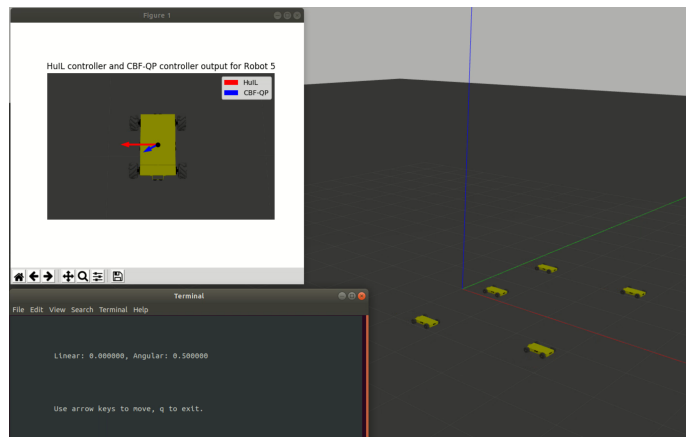 Figure 1
HuIL controller and CBF-QP controller output for Robot 5
HuIL
CBF-QP
Terminal
File Edit View Search Terminal Help
Linear: 0.000000, Angular: 0.500000
Use arrow keys to move, q to exit.